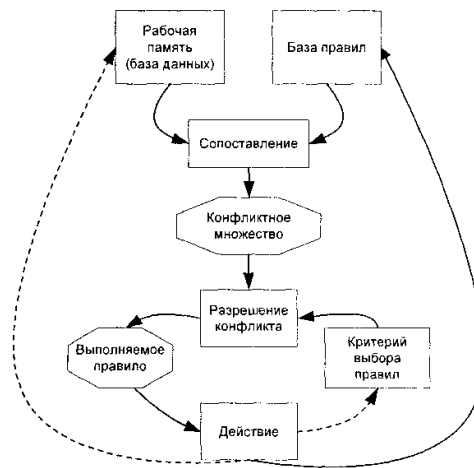 Рабочая
память
(база данных)
База правил
Сопоставление
Конфликтное
множество
Разрешение
конфликта
Выполняемое
правило
Критерий
выбора
правил
Действие